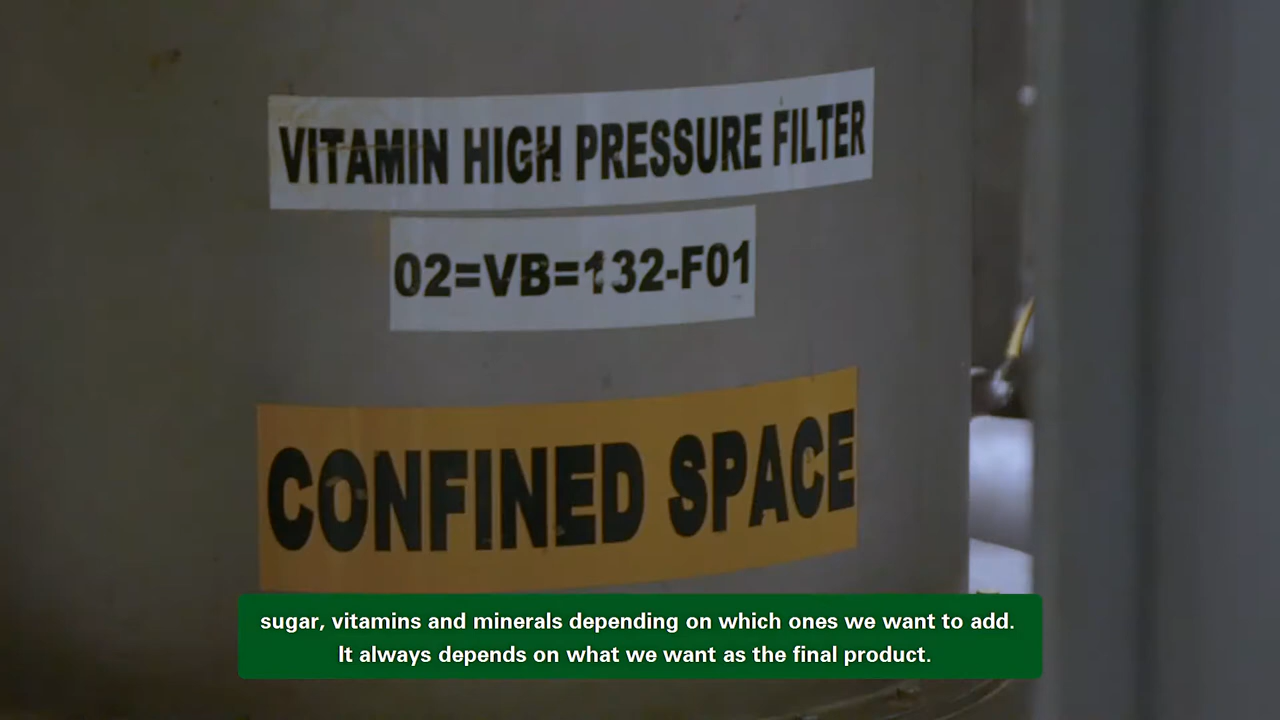 VITAMIN HIGH PRESSURE FILTER
02=VB=132-F01
CONFINED SPACE
sugar, vitamins and minerals depending on which ones we want to add.
It always depends on what we want as the final product.